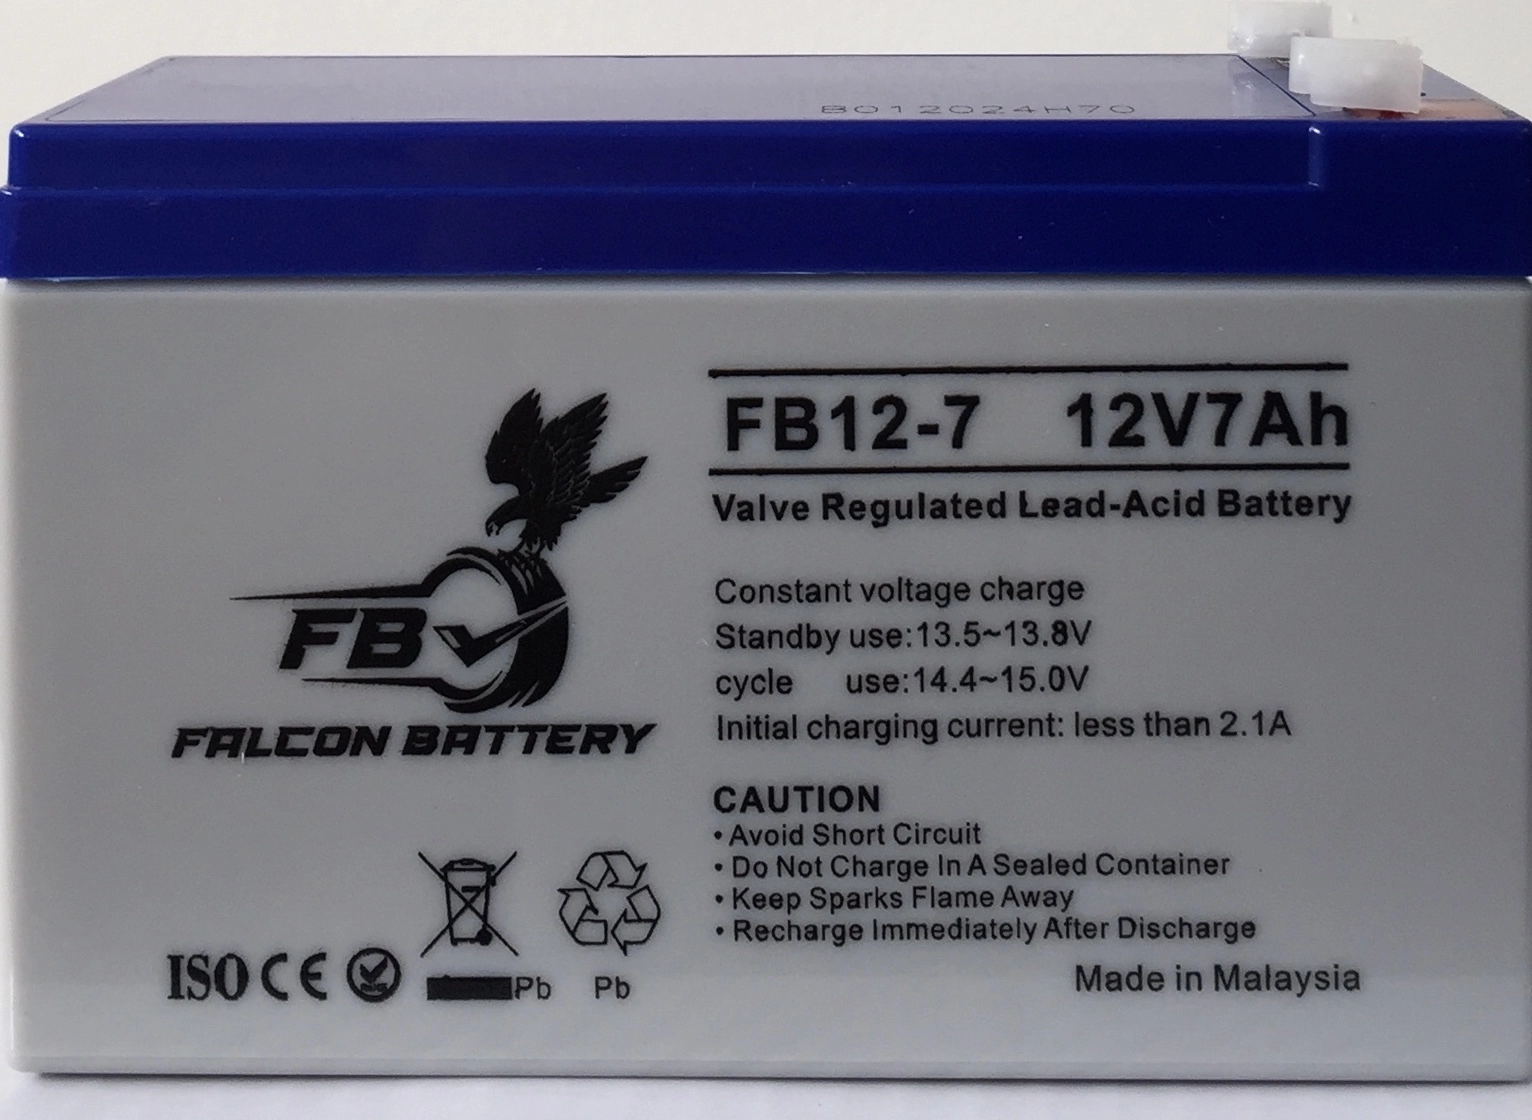 B012024H70
FB12-7 12V7Ah
Valve Regulated Lead-Acid Battery
Constant voltage charge
Standby use:13.5~13.8V
cycle use:14.4~15.0V
Initial charging current: less than 2.1A
FB
FALCON BATTERY
CAUTION
• Avoid Short Circuit
• Do Not Charge In A Sealed Container
• Keep Sparks Flame Away
• Recharge Immediately After Discharge
ISO CE Pb Pb
Made in Malaysia